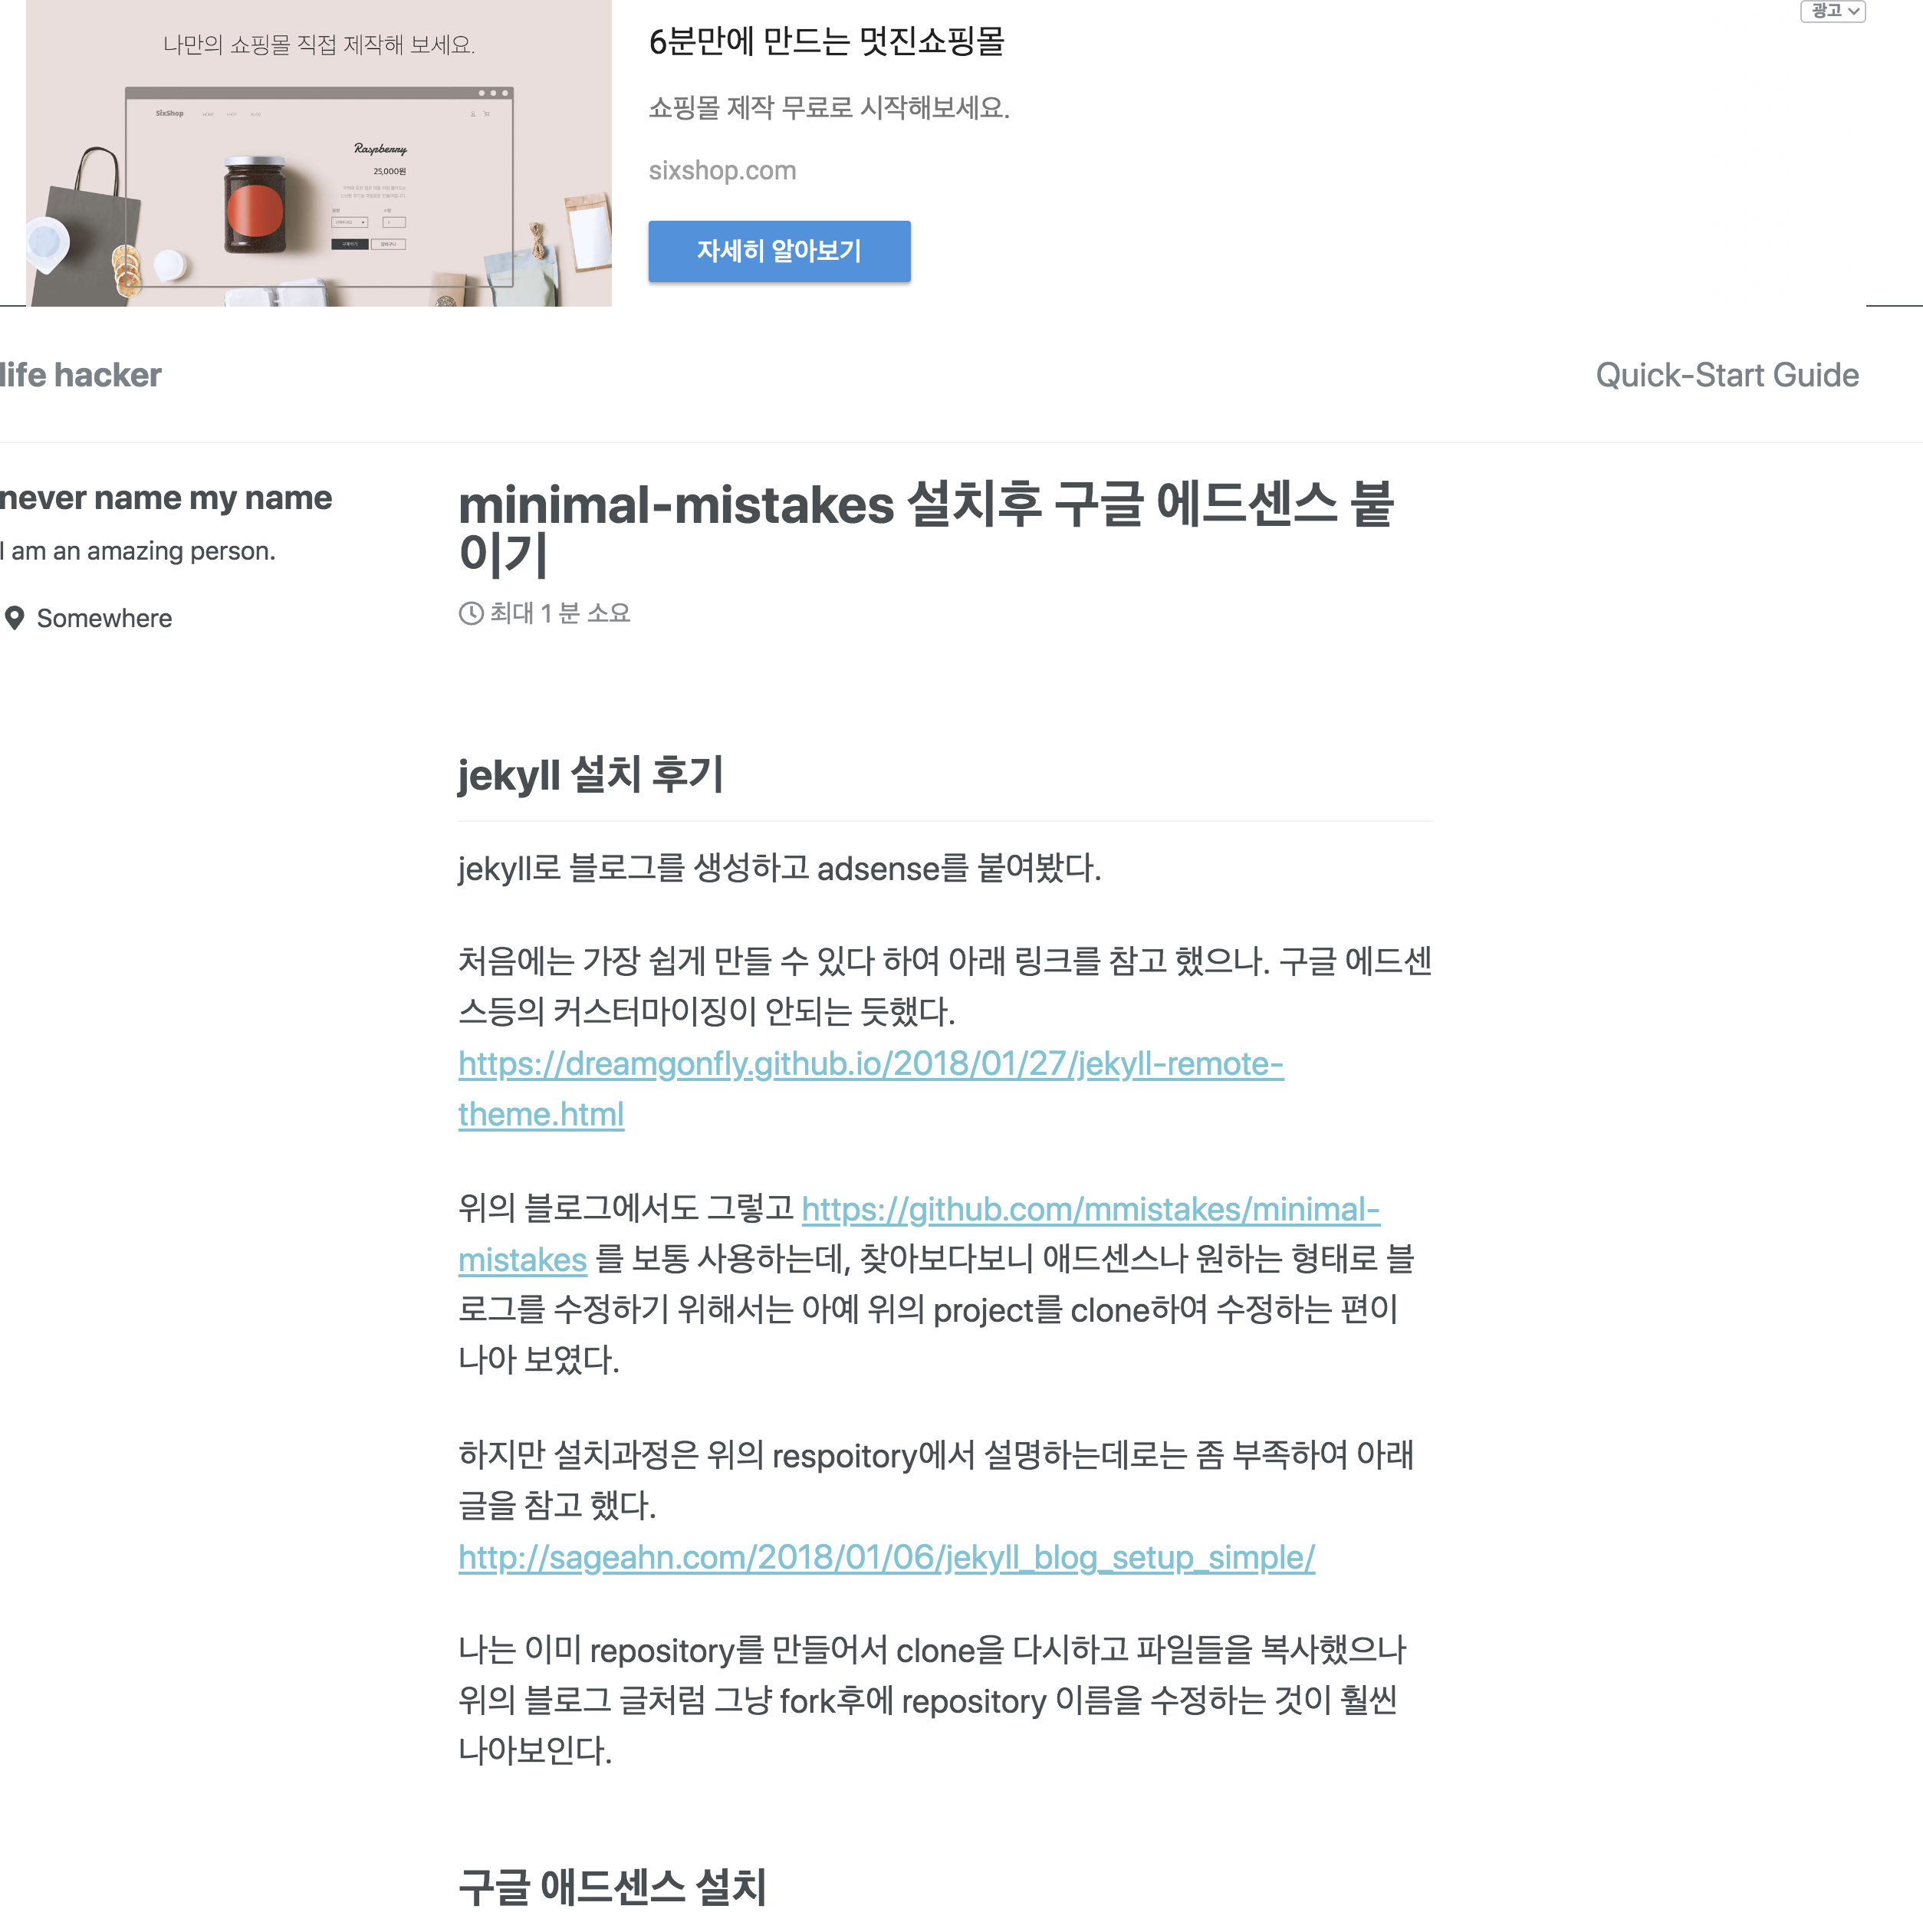 나만의 쇼핑몰 직접 제작해 보세요.
SixShop
HOME SHOP BLOG
Raspberry
25,000원
6분만에 만드는 멋진쇼핑몰
쇼핑몰 제작 무료로 시작해보세요.
sixshop.com
자세히 알아보기
광고
life hacker
Quick-Start Guide
never name my name
I am an amazing person.
Somewhere
minimal-mistakes 설치후 구글 에드센스 붙
이기
최대 1 분 소요
jekyll 설치 후기
jekyll로 블로그를 생성하고 adsense를 붙여봤다.
처음에는 가장 쉽게 만들 수 있다 하여 아래 링크를 참고 했으나. 구글 에드센
스등의 커스터마이징이 안되는 듯했다.
https://dreamgonfly.github.io/2018/01/27/jekyll-remote-
theme.html
위의 블로그에서도 그렇고 https://github.com/mmistakes/minimal-
mistakes 를 보통 사용하는데, 찾아보다보니 애드센스나 원하는 형태로 블
로그를 수정하기 위해서는 아예 위의 project를 clone하여 수정하는 편이
나아 보였다.
하지만 설치과정은 위의 respoitory에서 설명하는데로는 좀 부족하여 아래
글을 참고 했다.
http://sageahn.com/2018/01/06/jekyll_blog_setup_simple/
나는 이미 repository를 만들어서 clone을 다시하고 파일들을 복사했으나
위의 블로그 글처럼 그냥 fork후에 repository 이름을 수정하는 것이 훨씬
나아보인다.
구글 애드센스 설치